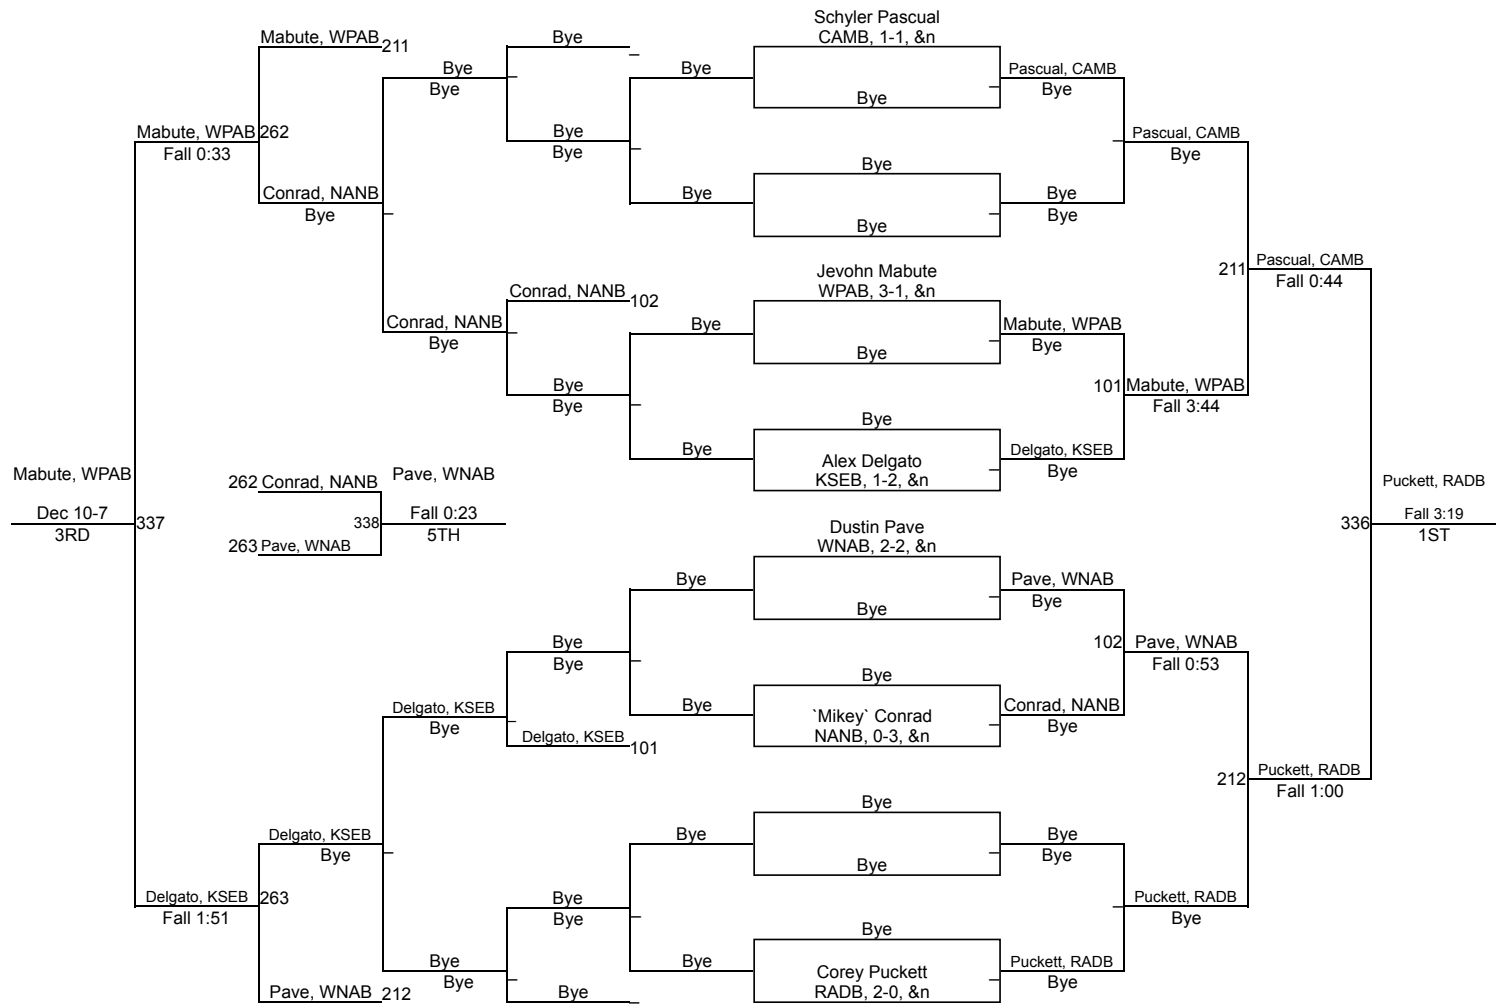 Schyler Pascual
CAMB, 1-1, &n
Mabute, WPAB
211
Bye
Bye
Bye
Pascual, CAMB
Bye
Bye
Bye
Mabute, WPAB
262
Fall 0:33
Bye
Bye
Pascual, CAMB
Bye
Bye
Conrad, NANB
Bye
Bye
Bye
Bye
Bye
Jevohn Mabute
WPAB, 3-1, &n
211
Pascual, CAMB
Fall 0:44
Conrad, NANB
102
Conrad, NANB
Bye
Bye
Mabute, WPAB
Bye
Bye
Bye
Bye
101
Mabute, WPAB
Fall 3:44
Bye
Bye
Alex Delgato
KSEB, 1-2, &n
Delgato, KSEB
Bye
Mabute, WPAB
Dec 10-7
3RD
337
262
Conrad, NANB
263
Pave, WNAB
338
Pave, WNAB
Fall 0:23
5TH
336
Puckett, RADB
Fall 3:19
1ST
Dustin Pave
WNAB, 2-2, &n
Bye
Bye
Pave, WNAB
Bye
Bye
Bye
102
Pave, WNAB
Fall 0:53
Bye
Delgato, KSEB
Bye
Bye
`Mikey` Conrad
NANB, 0-3, &n
Conrad, NANB
Bye
Delgato, KSEB
101
212
Puckett, RADB
Fall 1:00
Bye
Delgato, KSEB
Bye
Bye
Bye
Bye
Bye
Delgato, KSEB
263
Fall 1:51
Bye
Bye
Puckett, RADB
Bye
Bye
Bye
Bye
Bye
Corey Puckett
RADB, 2-0, &n
Puckett, RADB
Bye
Pave, WNAB
212
Bye